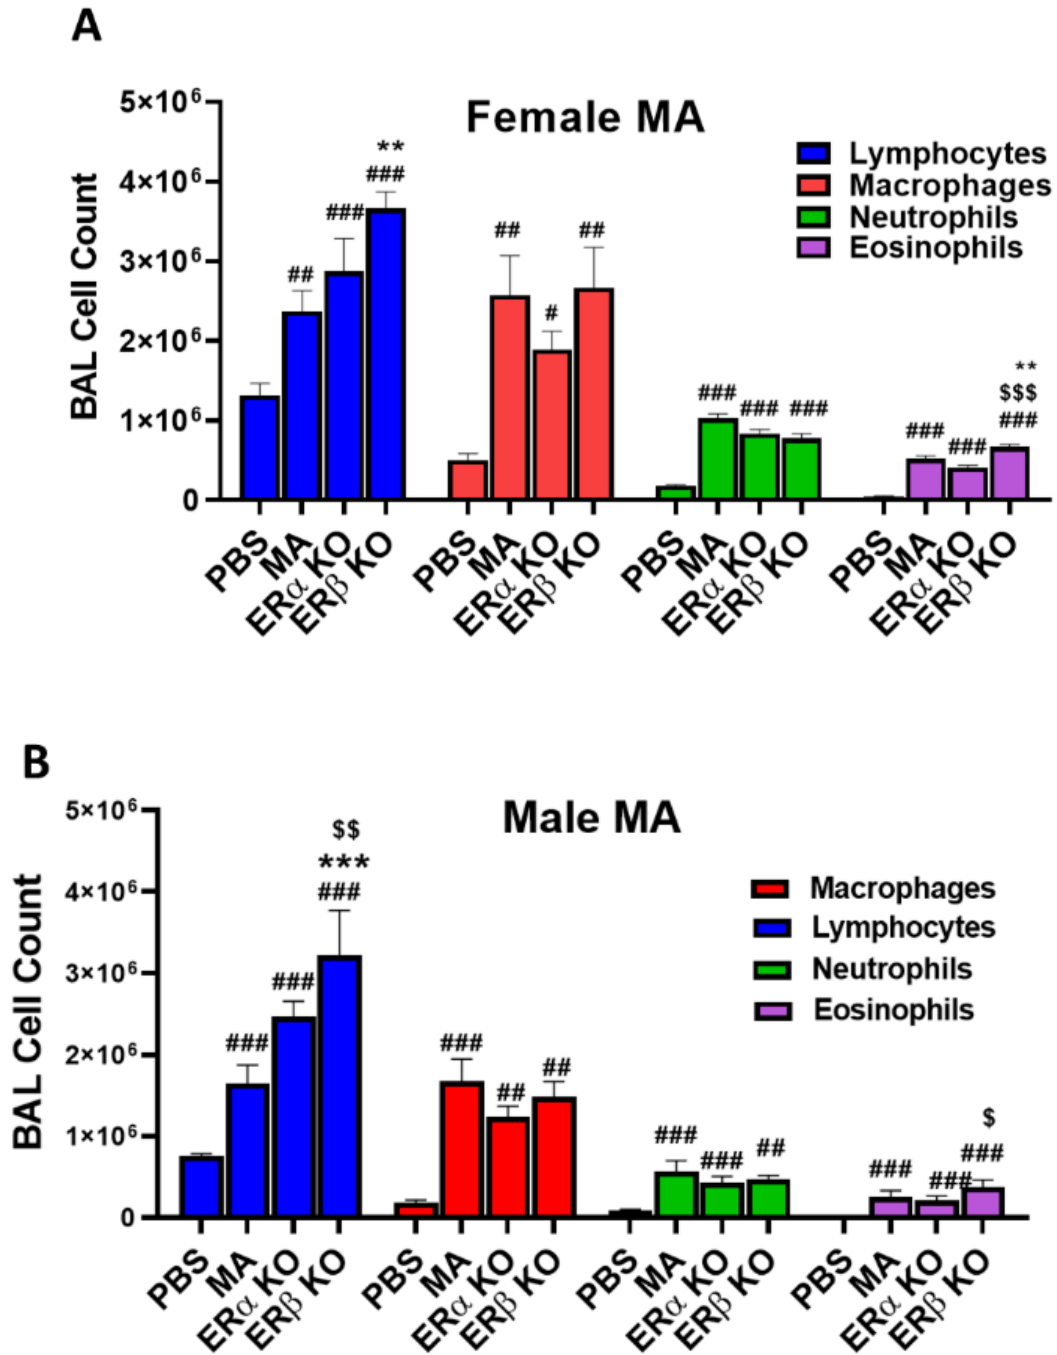 A
Female MA
BAL Cell Count
5×10⁶
4×10⁶
3×10⁶
2×10⁶
1×10⁶
0
Lymphocytes
Macrophages
Neutrophils
Eosinophils
##
###
**
###
##
#
##
###
###
###
###
###
**
$$$
###
PBS
MA
ERα KO
ERβ KO
PBS
MA
ERα KO
ERβ KO
PBS
MA
ERα KO
ERβ KO
PBS
MA
ERα KO
ERβ KO
B
Male MA
BAL Cell Count
5×10⁶
4×10⁶
3×10⁶
2×10⁶
1×10⁶
0
Macrophages
Lymphocytes
Neutrophils
Eosinophils
###
###
$$
***
###
###
##
##
###
###
##
###
###
$
###
PBS
MA
ERα KO
ERβ KO
PBS
MA
ERα KO
ERβ KO
PBS
MA
ERα KO
ERβ KO
PBS
MA
ERα KO
ERβ KO